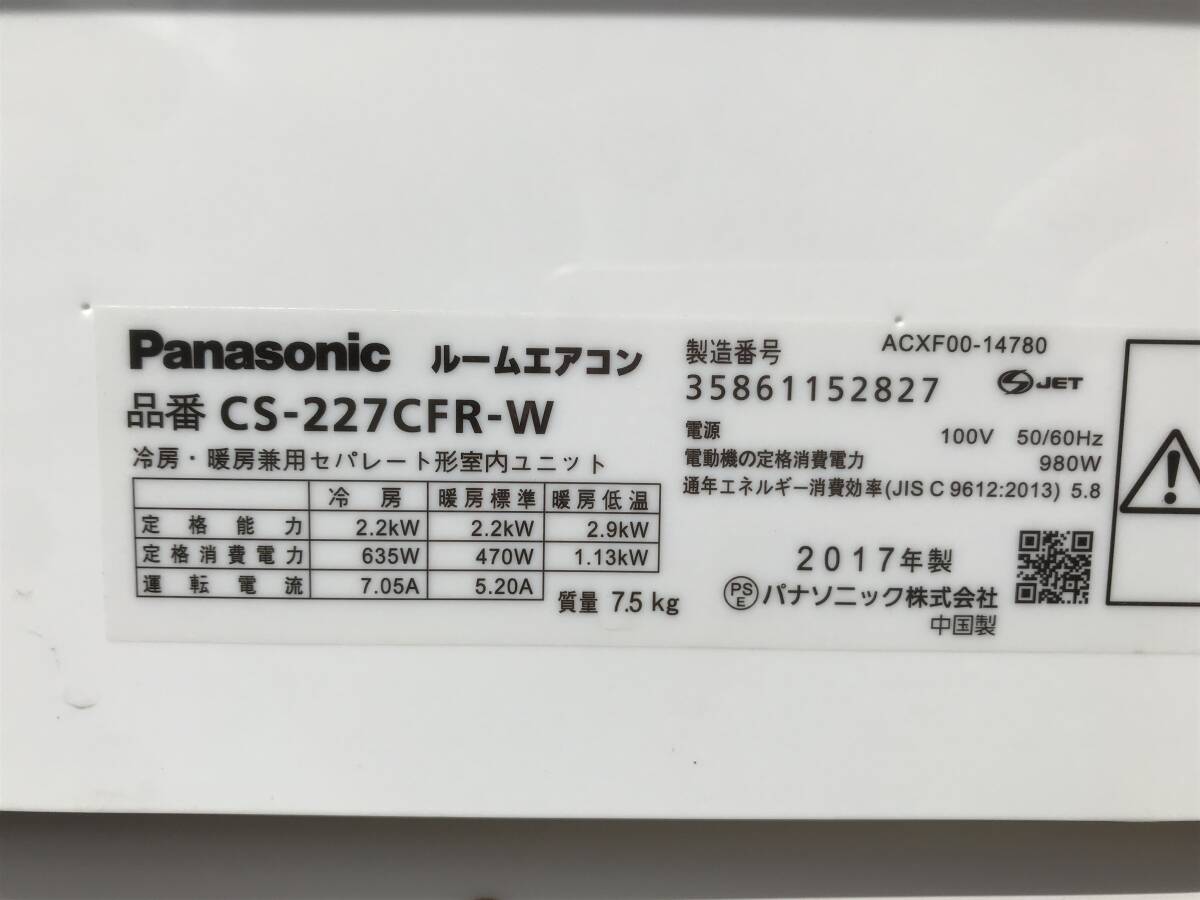 Panasonic ルームエアコン
品番 CS-227CFR-W
冷房・暖房兼用セパレート形室内ユニット
冷房 暖房標準 暖房低温
定格能力 2.2kW 2.2kW 2.9kW
定格消費電力 635W 470W 1.13kW
運転電流 7.05A 5.20A
質量 7.5 kg
製造番号 ACXF00-14780
35861152827 JET
電源 100V 50/60Hz
電動機の定格消費電力 980W
通年エネルギー消費効率(JIS C 9612:2013) 5.8
2017年製
PSE パナソニック株式会社
中国製